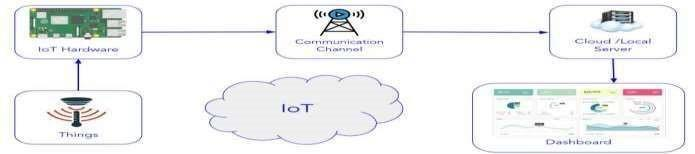 IoT Hardware
Communication
Channel
Cloud /Local
Server
Things
IoT
Dashboard